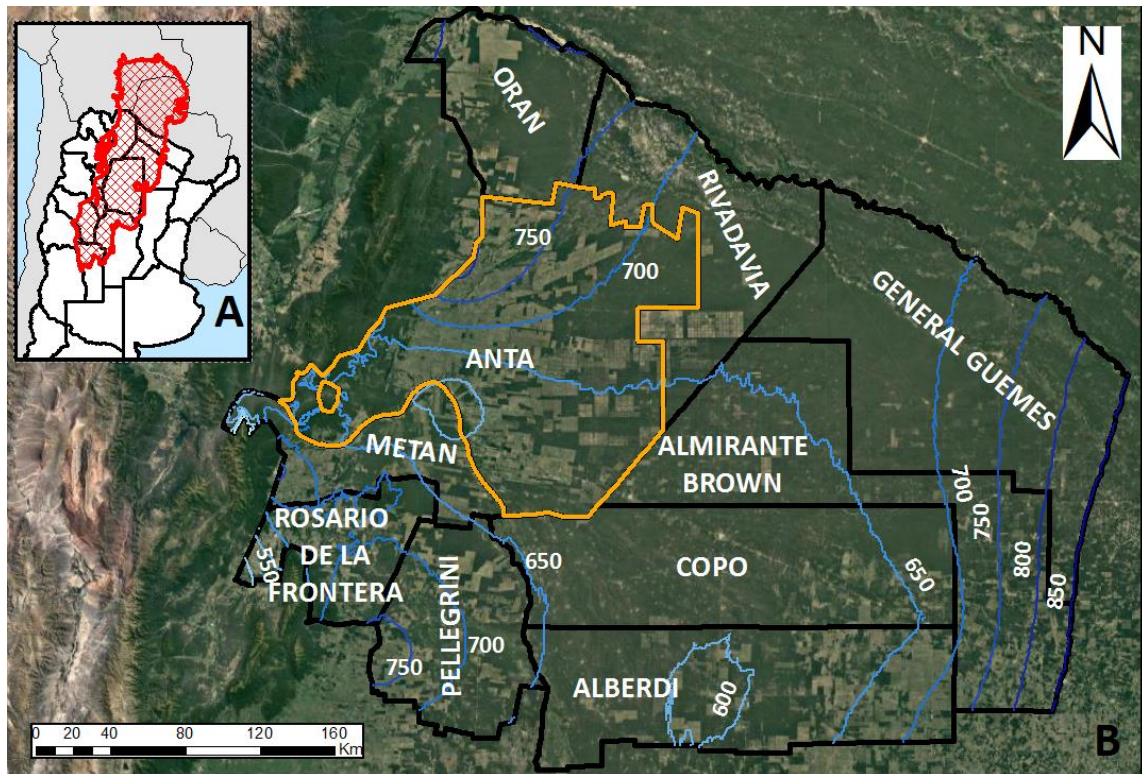 A
N
ORAN
RIVADAVIA
750
700
GENERAL GUEMES
ANTA
METAN
ALMIRANTE
BROWN
ROSARIO
DE LA
FRONTERA
550
PELLEGRINI
650
COPO
650
700
750
800
850
750
700
ALBERDI
600
0 20 40 80 120 160
Km
B